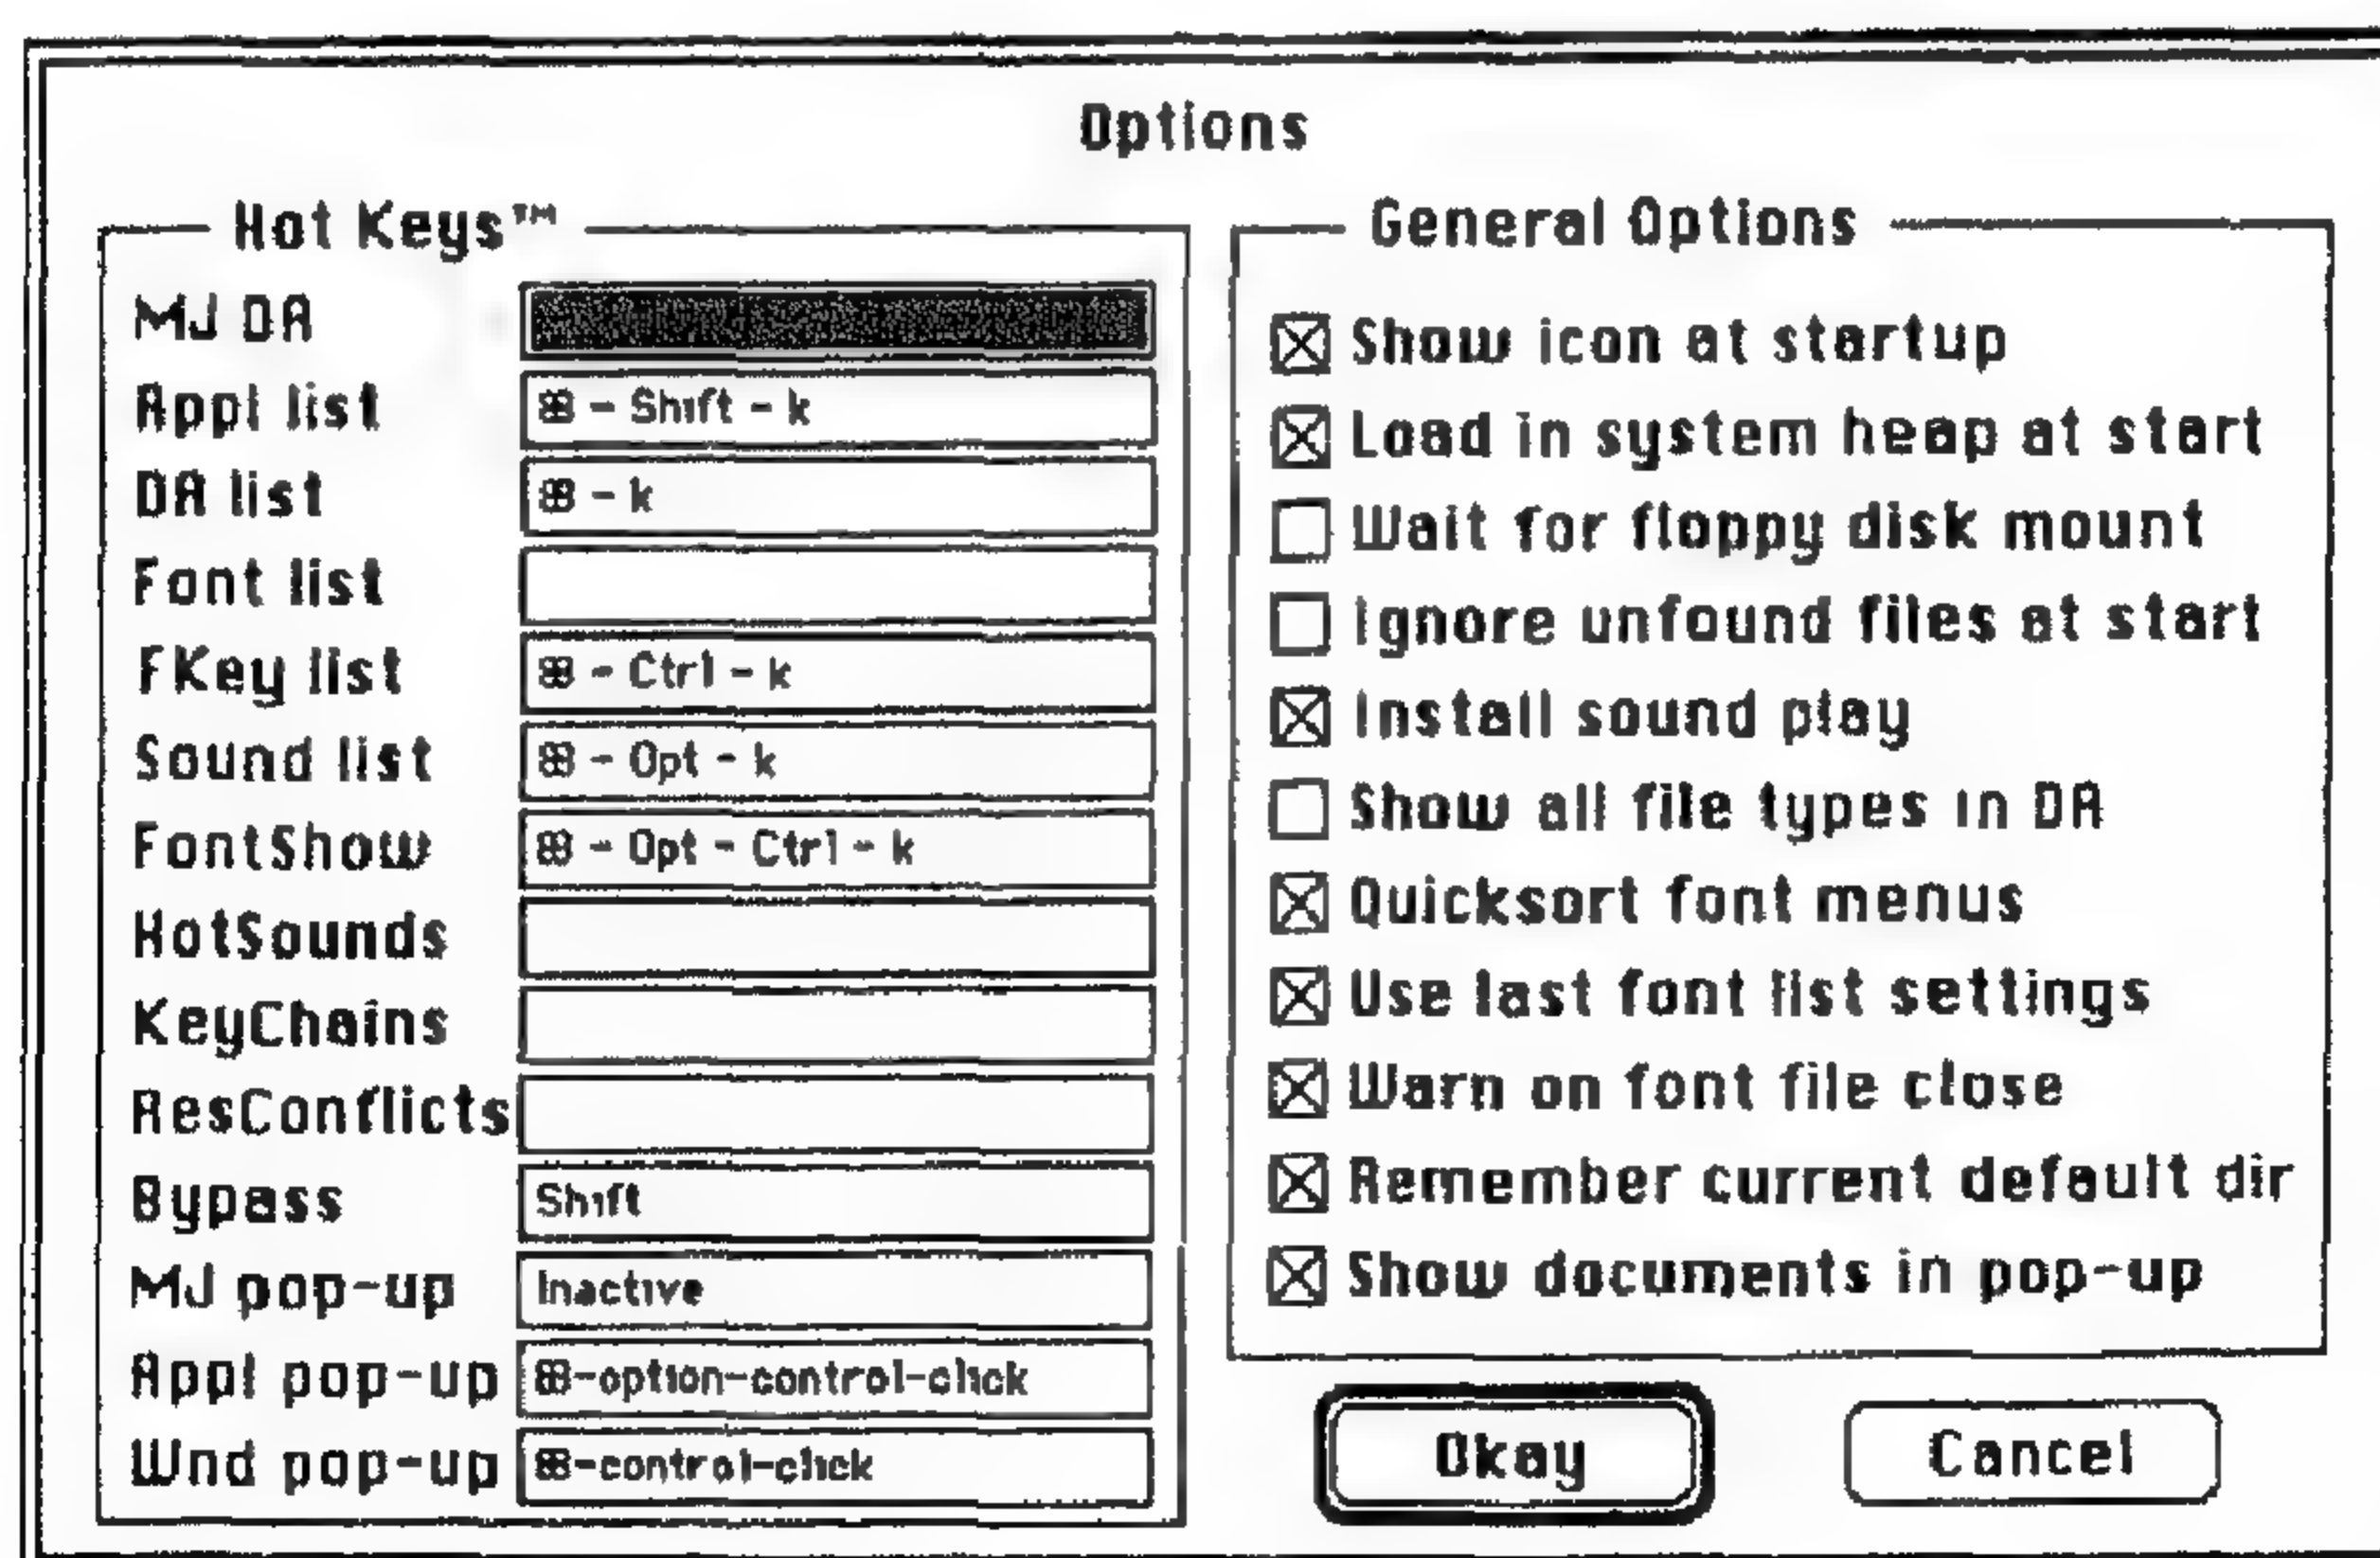 Options
Hot Keys™
MJ DA
Appl list ⌘ - Shift - k
DA list ⌘ - k
Font list
FKey list ⌘ - Ctrl - k
Sound list ⌘ - Opt - k
FontShow ⌘ - Opt - Ctrl - k
HotSounds
KeyChains
ResConflicts
Bypass Shift
MJ pop-up Inactive
Appl pop-up ⌘-option-control-click
Wnd pop-up ⌘-control-click
General Options
Show icon at startup
Load in system heap at start
Wait for floppy disk mount
Ignore unfound files at start
Install sound play
Show all file types in DA
Quicksort font menus
Use last font list settings
Warn on font file close
Remember current default dir
Show documents in pop-up
Okay
Cancel